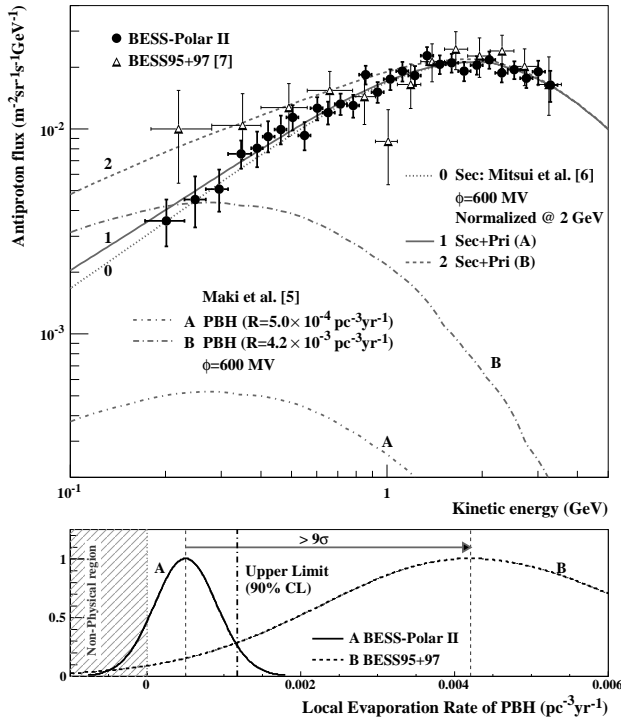 Antiproton flux (m⁻²sr⁻¹s⁻¹GeV⁻¹)
10⁻²
10⁻³
BESS-Polar II
BESS95+97 [7]
2
1
0
0 Sec: Mitsui et al. [6]
ϕ=600 MV
Normalized @ 2 GeV
1 Sec+Pri (A)
2 Sec+Pri (B)
Maki et al. [5]
A PBH (R=5.0× 10⁻⁴ pc⁻³yr⁻¹)
B PBH (R=4.2× 10⁻³ pc⁻³yr⁻¹)
ϕ=600 MV
B
A
10⁻¹
1
Kinetic energy (GeV)
> 9σ
Non-Physical region
A
Upper Limit
(90% CL)
B
A BESS-Polar II
B BESS95+97
1
0.5
0
0
0.002
0.004
0.006
Local Evaporation Rate of PBH (pc⁻³yr⁻¹)